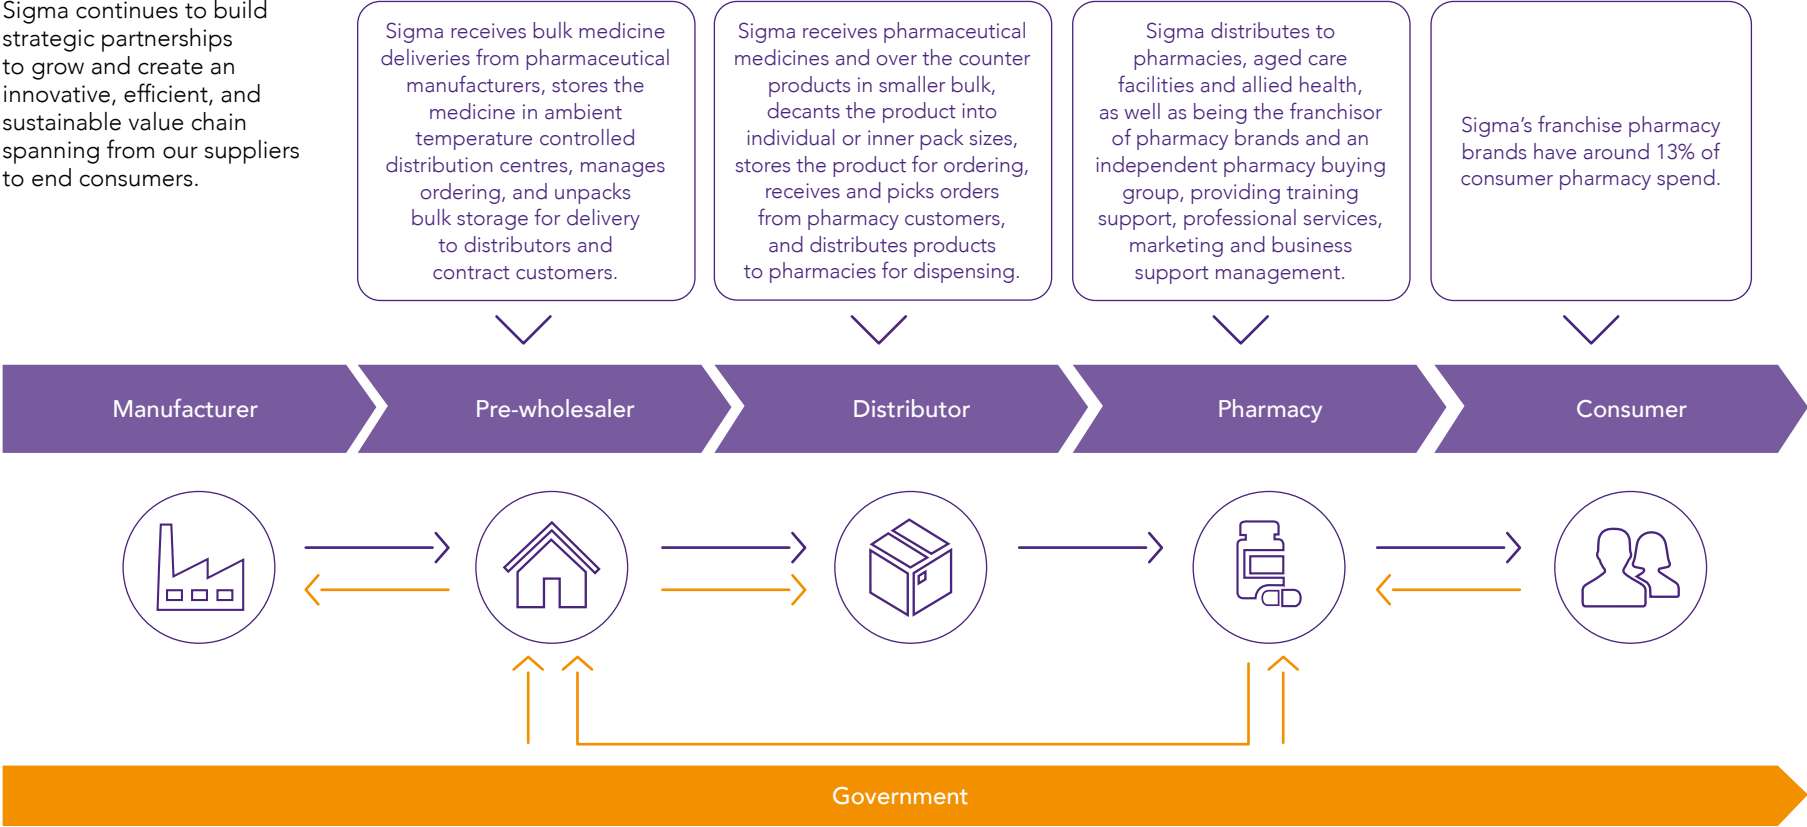 Sigma continues to build
strategic partnerships
to grow and create an
innovative, efficient, and
sustainable value chain
spanning from our suppliers
to end consumers.
Sigma receives bulk medicine
deliveries from pharmaceutical
manufacturers, stores the
medicine in ambient
temperature controlled
distribution centres, manages
ordering, and unpacks
bulk storage for delivery
to distributors and
contract customers.
Sigma receives pharmaceutical
medicines and over the counter
products in smaller bulk,
decants the product into
individual or inner pack sizes,
stores the product for ordering,
receives and picks orders
from pharmacy customers,
and distributes products
to pharmacies for dispensing.
Sigma distributes to
pharmacies, aged care
facilities and allied health,
as well as being the franchisor
of pharmacy brands and an
independent pharmacy buying
group, providing training
support, professional services,
marketing and business
support management.
Sigma’s franchise pharmacy
brands have around 13% of
consumer pharmacy spend.
Manufacturer
Pre-wholesaler
Distributor
Pharmacy
Consumer
Government